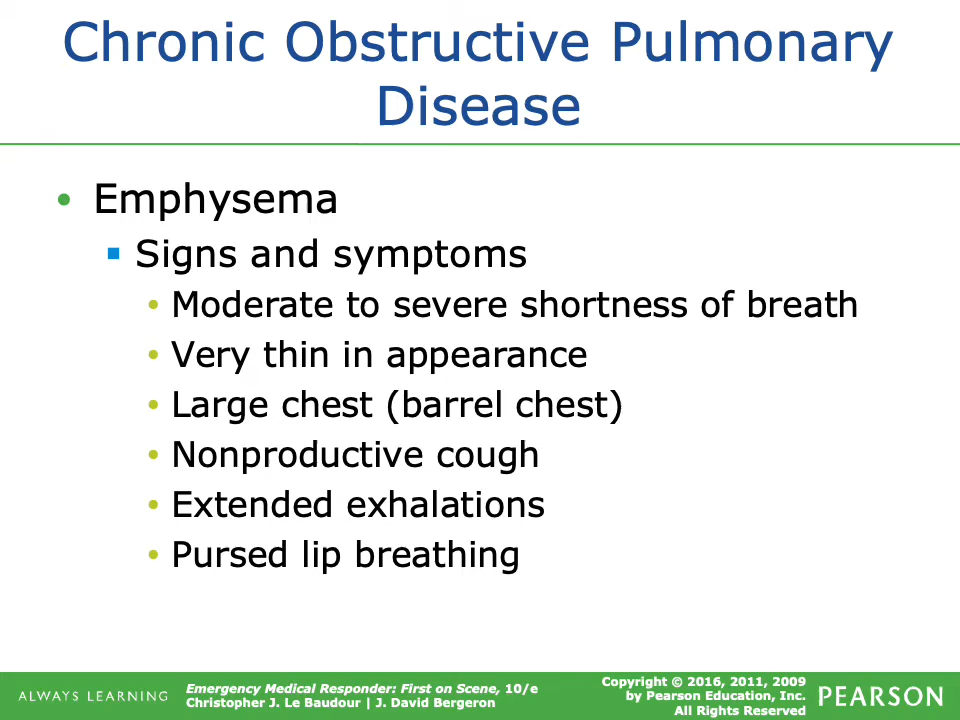 Chronic Obstructive Pulmonary
Disease
• Emphysema
▪ Signs and symptoms
• Moderate to severe shortness of breath
• Very thin in appearance
• Large chest (barrel chest)
• Nonproductive cough
• Extended exhalations
• Pursed lip breathing
ALWAYS LEARNING
Emergency Medical Responder: First on Scene, 10/e
Christopher J. Le Baudour | J. David Bergeron
Copyright © 2016, 2011, 2009
by Pearson Education, Inc.
All Rights Reserved
PEARSON